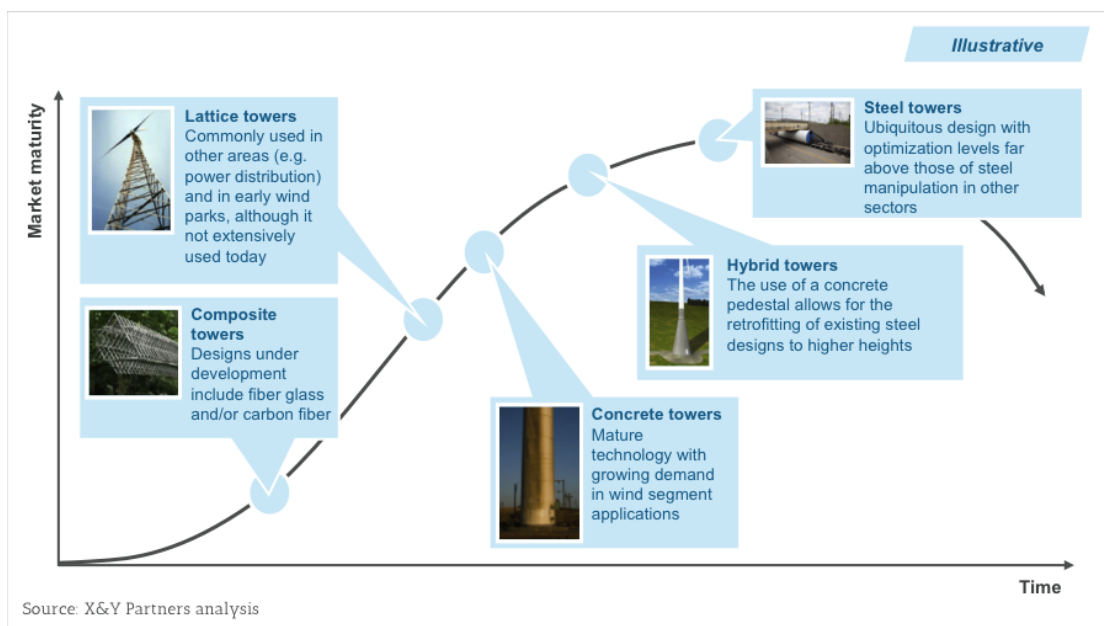 Illustrative
Market maturity
Lattice towers
Commonly used in
other areas (e.g.
power distribution)
and in early wind
parks, although it
not extensively
used today
Composite
towers
Designs under
development
include fiber glass
and/or carbon fiber
Steel towers
Ubiquitous design with
optimization levels far
above those of steel
manipulation in other
sectors
Hybrid towers
The use of a concrete
pedestal allows for the
retrofitting of existing steel
designs to higher heights
Concrete towers
Mature
technology with
growing demand
in wind segment
applications
Time
Source: X&Y Partners analysis